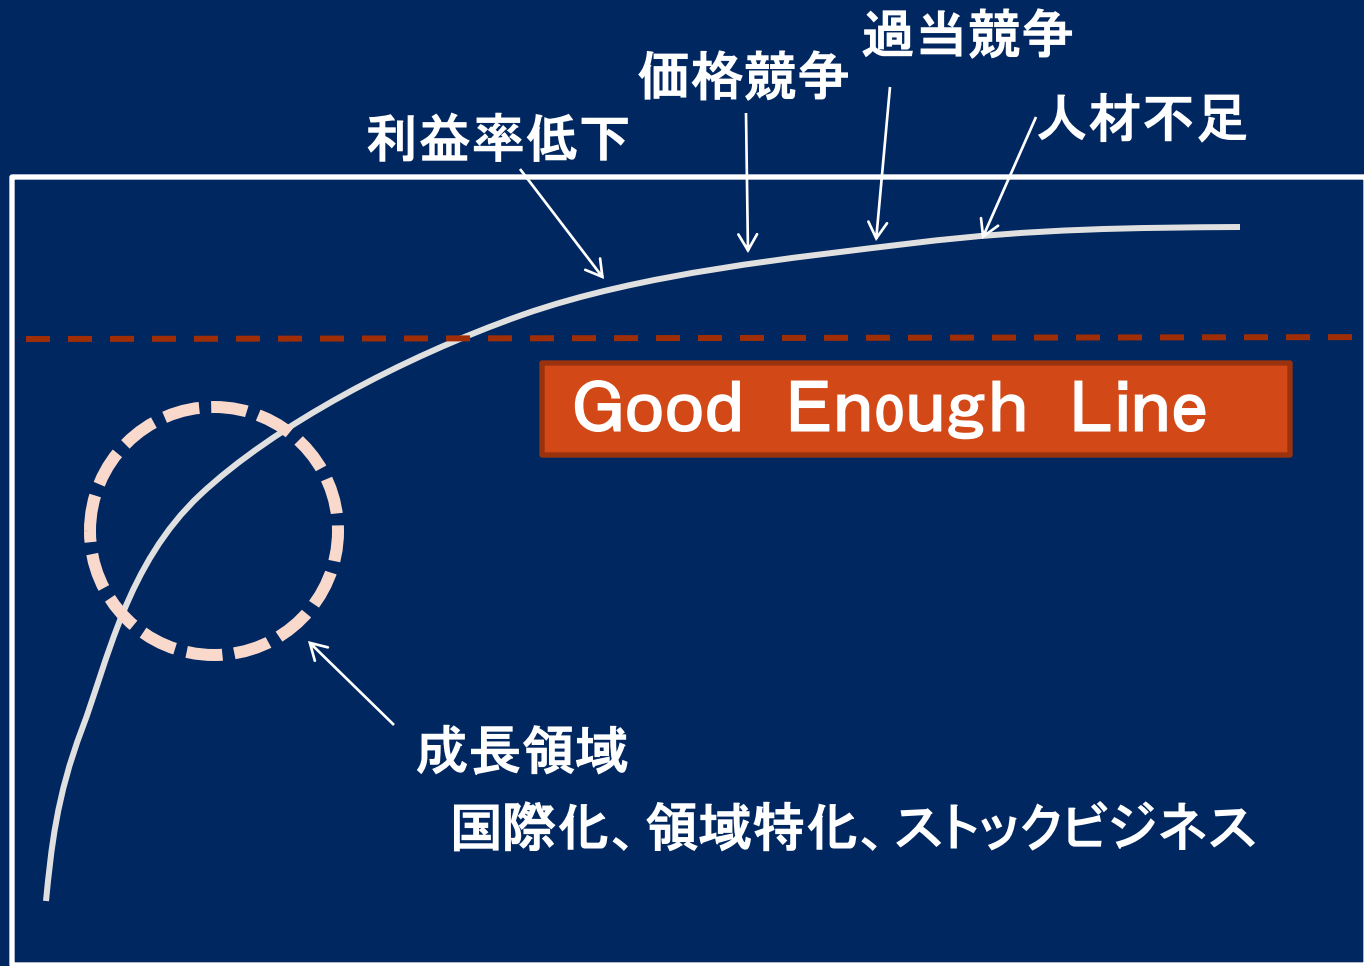 過当競争
価格競争
人材不足
利益率低下
Good Enough Line
成長領域
国際化、領域特化、ストックビジネス